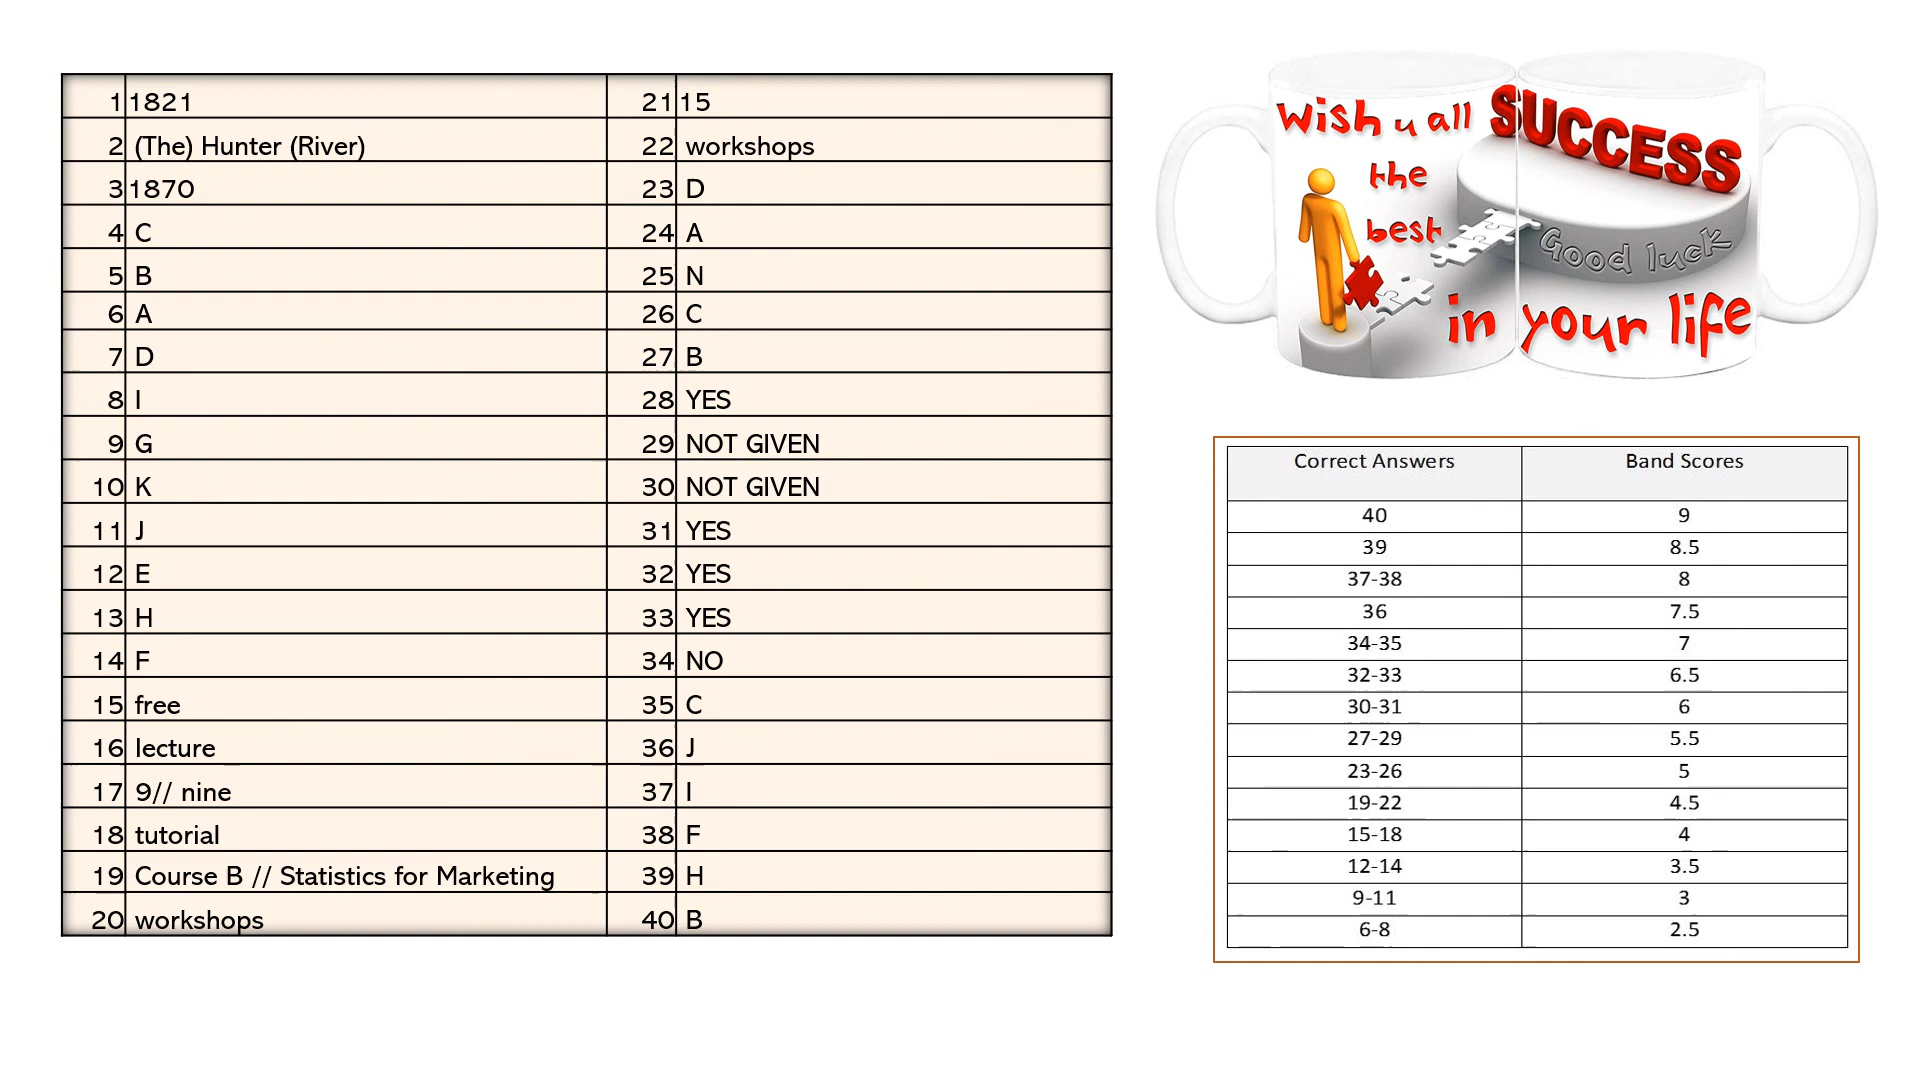 1 1821 21 15
2 (The) Hunter (River) 22 workshops
3 1870 23 D
4 C 24 A
5 B 25 N
6 A 26 C
7 D 27 B
8 I 28 YES
9 G 29 NOT GIVEN
10 K 30 NOT GIVEN
11 J 31 YES
12 E 32 YES
13 H 33 YES
14 F 34 NO
15 free 35 C
16 lecture 36 J
17 9// nine 37 I
18 tutorial 38 F
19 Course B // Statistics for Marketing 39 H
20 workshops 40 B
Wish u all SUCCESS
the
best
Good luck
in your life
Correct Answers Band Scores
40 9
39 8.5
37-38 8
36 7.5
34-35 7
32-33 6.5
30-31 6
27-29 5.5
23-26 5
19-22 4.5
15-18 4
12-14 3.5
9-11 3
6-8 2.5